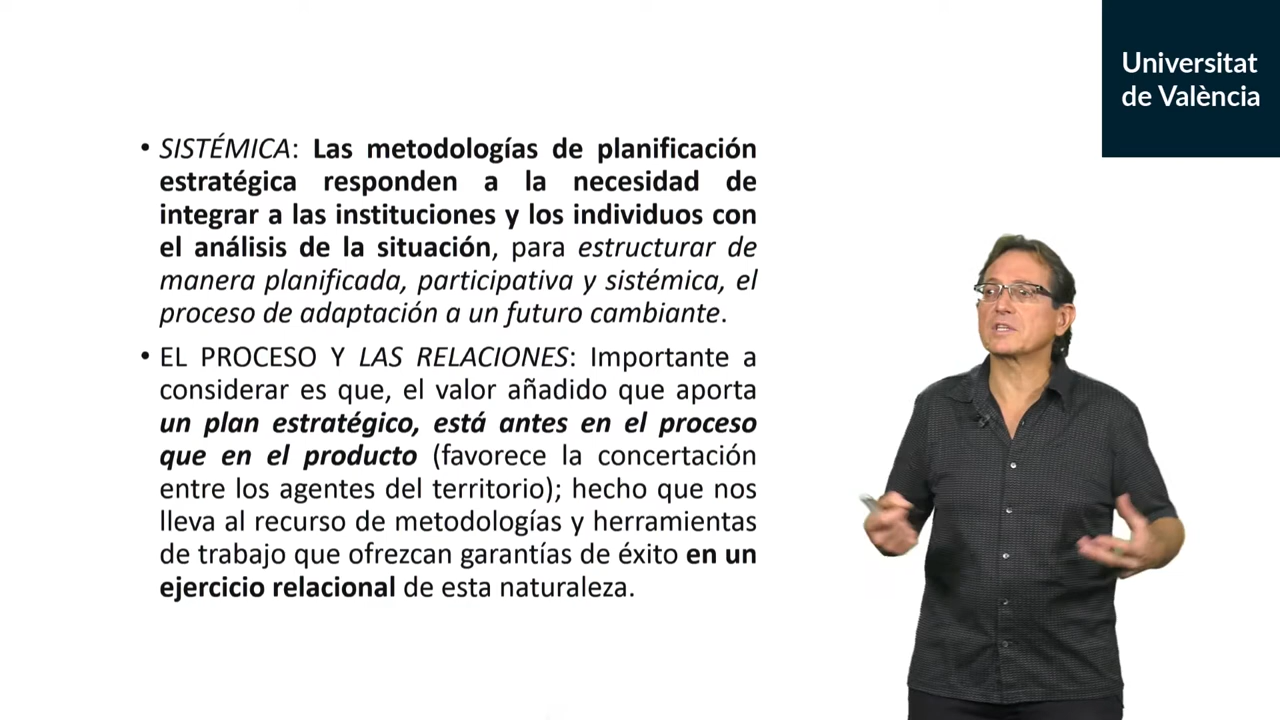 Universitat
de València
• SISTÉMICA: Las metodologías de planificación
estratégica responden a la necesidad de
integrar a las instituciones y los individuos con
el análisis de la situación, para estructurar de
manera planificada, participativa y sistémica, el
proceso de adaptación a un futuro cambiante.
• EL PROCESO Y LAS RELACIONES: Importante a
considerar es que, el valor añadido que aporta
un plan estratégico, está antes en el proceso
que en el producto (favorece la concertación
entre los agentes del territorio); hecho que nos
lleva al recurso de metodologías y herramientas
de trabajo que ofrezcan garantías de éxito en un
ejercicio relacional de esta naturaleza.